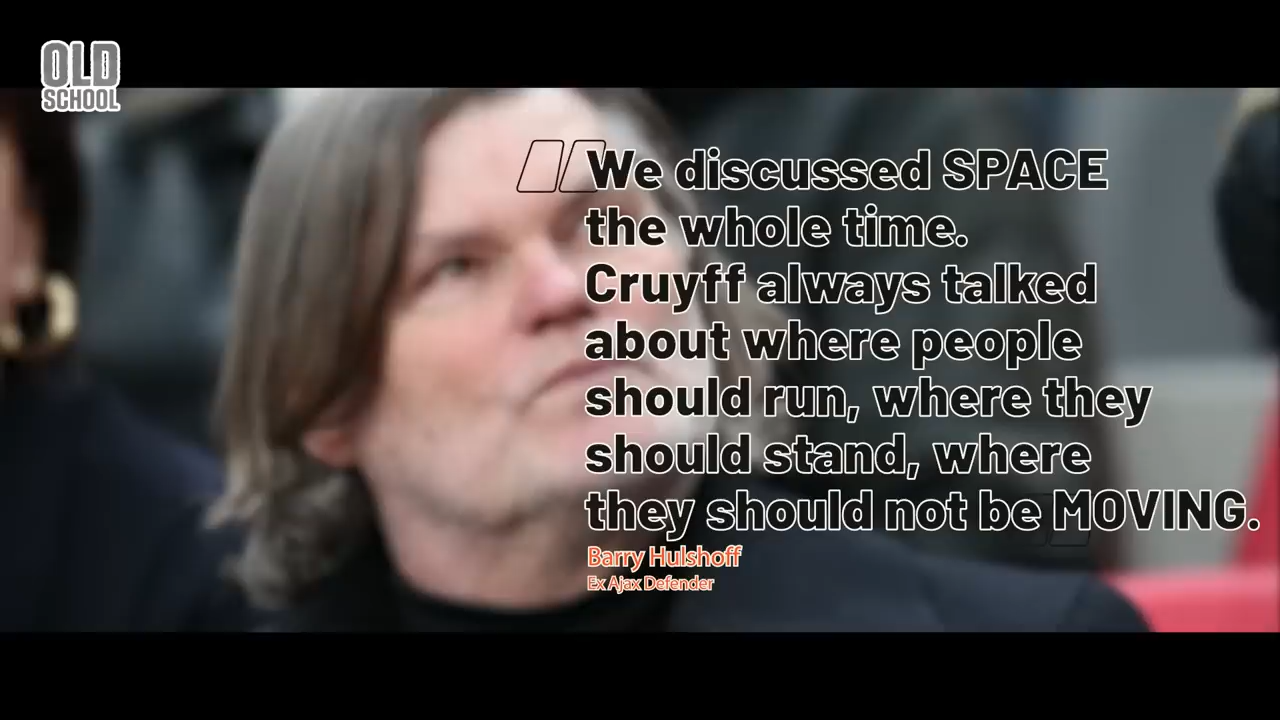 OLD
SCHOOL
"We discussed SPACE
the whole time.
Cruyff always talked
about where people
should run, where they
should stand, where
they should not be MOVING."
Barry Hulshoff
Ex Ajax Defender